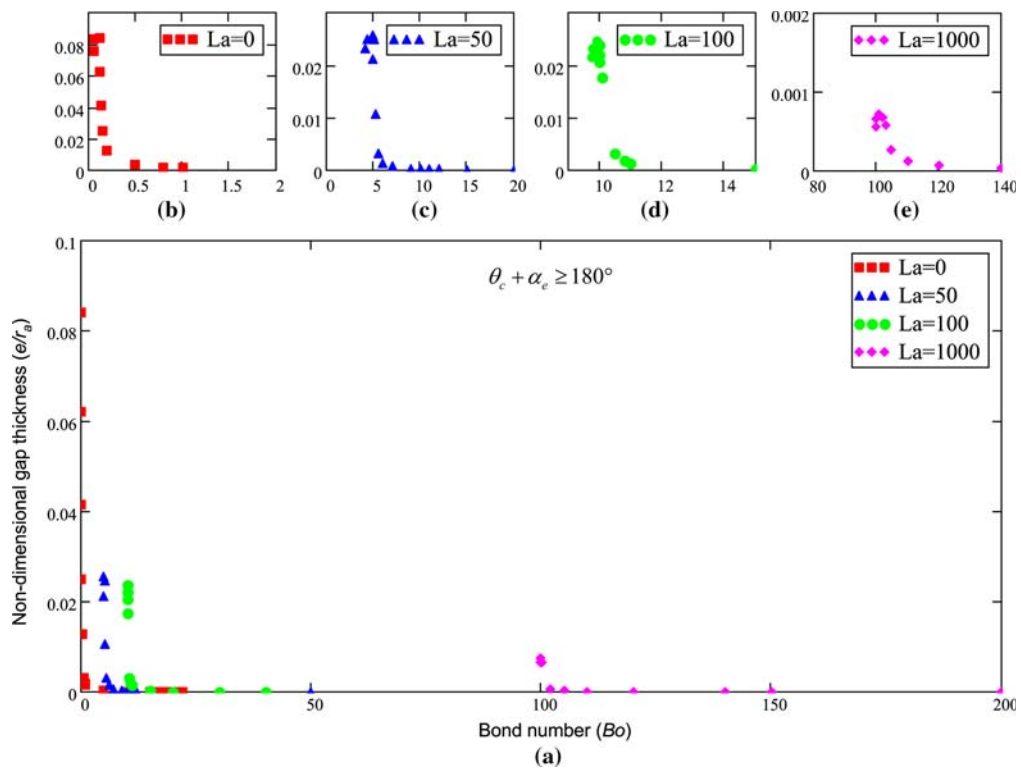 0.08
0.06
0.04
0.02
0
0
0.5
1
1.5
2
La=0
(b)
0.02
0.01
0
0
5
10
15
20
La=50
(c)
0.02
0.01
0
10
12
14
La=100
(d)
0.002
0.001
0
80
100
120
140
La=1000
(e)
0.1
0.08
0.06
0.04
0.02
0
Non-dimensional gap thickness (e/rₐ)
θc + αe ≥ 180°
La=0
La=50
La=100
La=1000
0
50
100
150
200
Bond number (Bo)
(a)